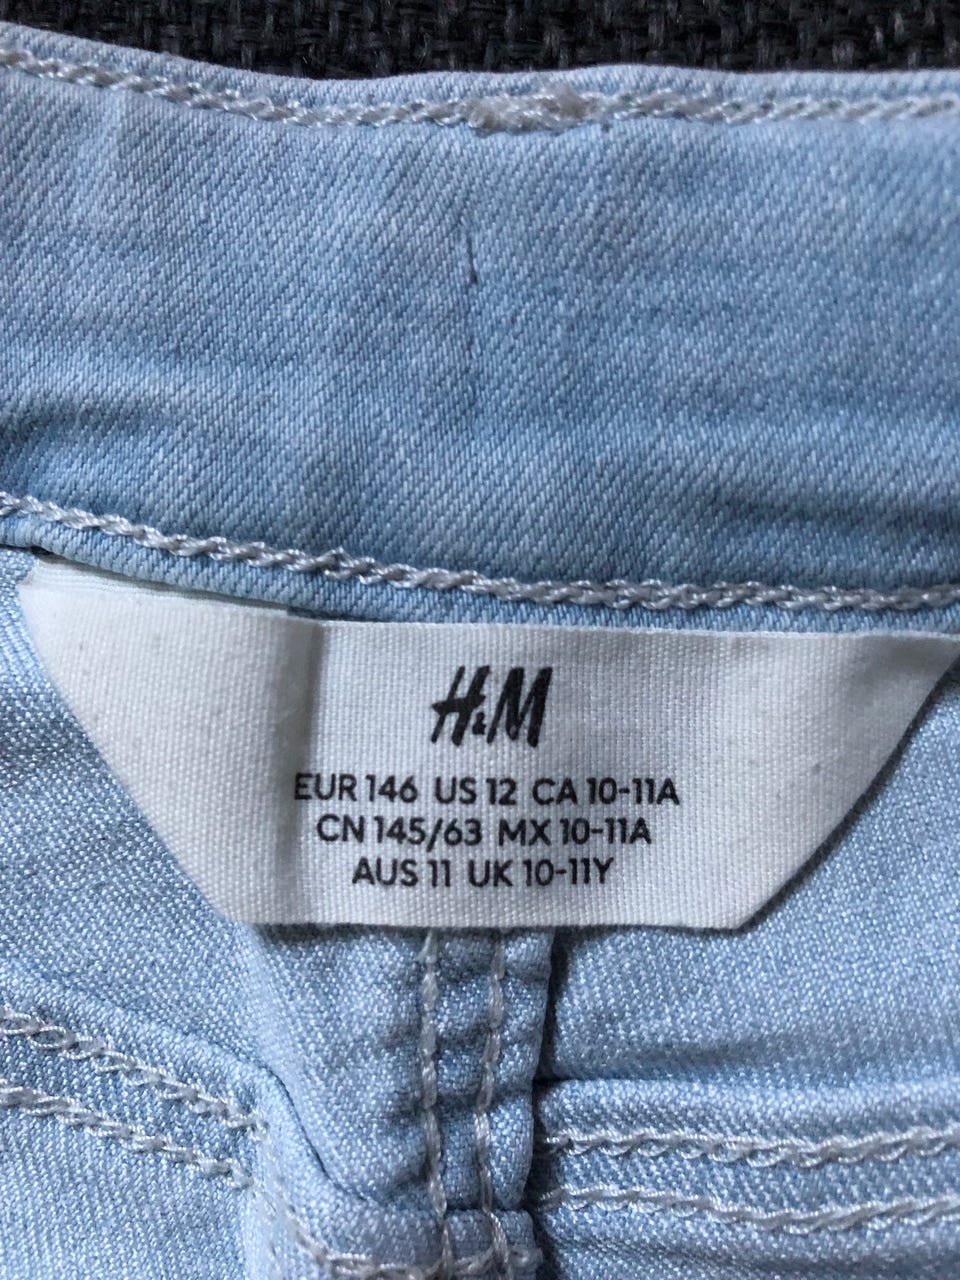 H&M
EUR 146 US 12 CA 10-11A
CN 145/63 MX 10-11A
AUS 11 UK 10-11Y